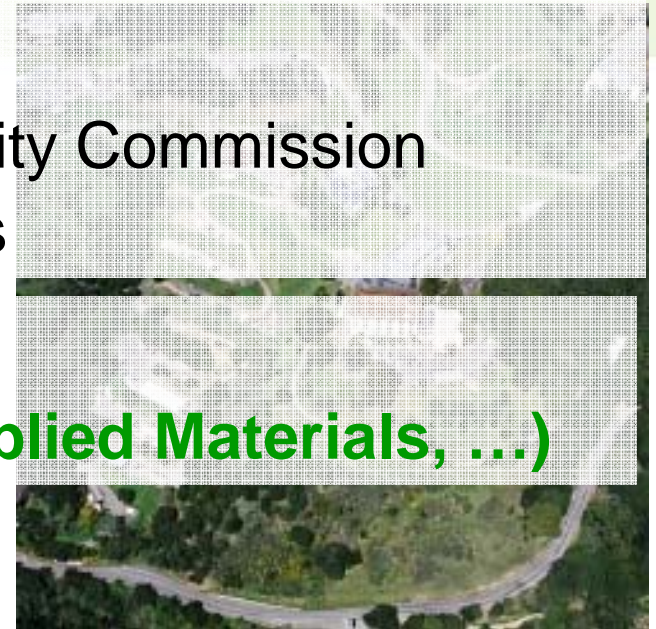 ity Commission
s
plied Materials, …)